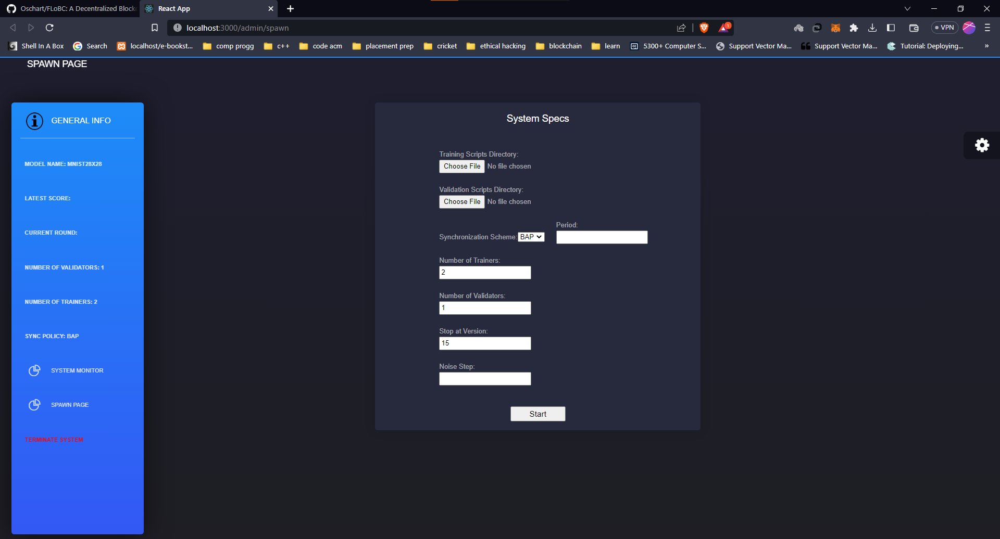 Oschart/FLoBC: A Decentralized Block
React App
localhost:3000/admin/spawn
1
VPN
Shell In A Box
Search
localhost/e-bookst...
comp progg
c++
code acm
placement prep
cricket
ethical hacking
blockchain
learn
5300+ Computer S...
Support Vector Ma...
Support Vector Ma...
Tutorial: Deploying...
»
SPAWN PAGE
GENERAL INFO
MODEL NAME: MNIST28X28
LATEST SCORE:
CURRENT ROUND:
NUMBER OF VALIDATORS: 1
NUMBER OF TRAINERS: 2
SYNC POLICY: BAP
SYSTEM MONITOR
SPAWN PAGE
TERMINATE SYSTEM
System Specs
Training Scripts Directory:
Choose File No file chosen
Validation Scripts Directory:
Choose File No file chosen
Period:
Synchronization Scheme: BAP
Number of Trainers:
2
Number of Validators:
1
Stop at Version:
15
Noise Step:
Start